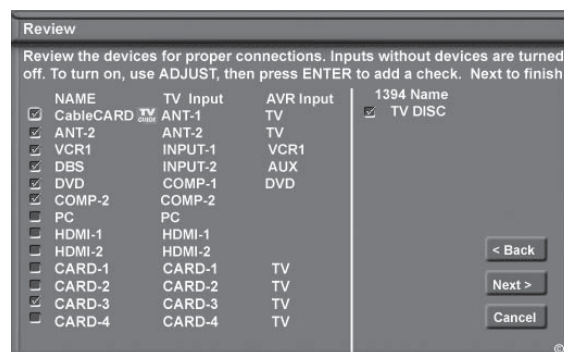 Review
Review the devices for proper connections. Inputs without devices are turned
off. To turn on, use ADJUST, then press ENTER to add a check. Next to finish
NAME TV Input AVR Input
CableCARD TV GUIDE ANT-1 TV
ANT-2 ANT-2 TV
VCR1 INPUT-1 VCR1
DBS INPUT-2 AUX
DVD COMP-1 DVD
COMP-2 COMP-2
PC PC
HDMI-1 HDMI-1
HDMI-2 HDMI-2
CARD-1 CARD-1 TV
CARD-2 CARD-2 TV
CARD-3 CARD-3 TV
CARD-4 CARD-4 TV
1394 Name
TV DISC
< Back
Next >
Cancel
©